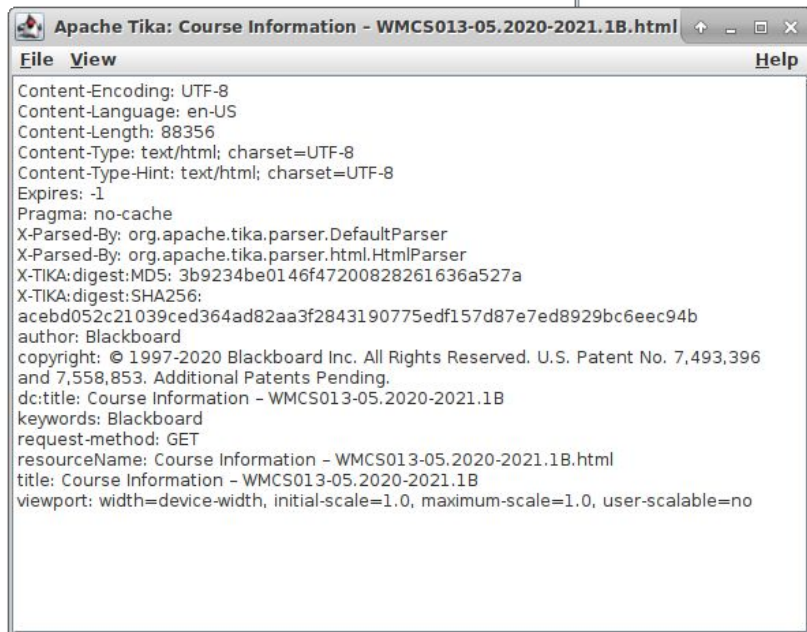 Apache Tika: Course Information – WMCS013-05.2020-2021.1B.html
File View Help
Content-Encoding: UTF-8
Content-Language: en-US
Content-Length: 88356
Content-Type: text/html; charset=UTF-8
Content-Type-Hint: text/html; charset=UTF-8
Expires: -1
Pragma: no-cache
X-Parsed-By: org.apache.tika.parser.DefaultParser
X-Parsed-By: org.apache.tika.parser.html.HtmlParser
X-TIKA:digest:MD5: 3b9234be0146f47200828261636a527a
X-TIKA:digest:SHA256:
acebd052c21039ced364ad82aa3f2843190775edf157d87e7ed8929bc6eec94b
author: Blackboard
copyright: © 1997-2020 Blackboard Inc. All Rights Reserved. U.S. Patent No. 7,493,396
and 7,558,853. Additional Patents Pending.
dc:title: Course Information – WMCS013-05.2020-2021.1B
keywords: Blackboard
request-method: GET
resourceName: Course Information – WMCS013-05.2020-2021.1B.html
title: Course Information – WMCS013-05.2020-2021.1B
viewport: width=device-width, initial-scale=1.0, maximum-scale=1.0, user-scalable=no